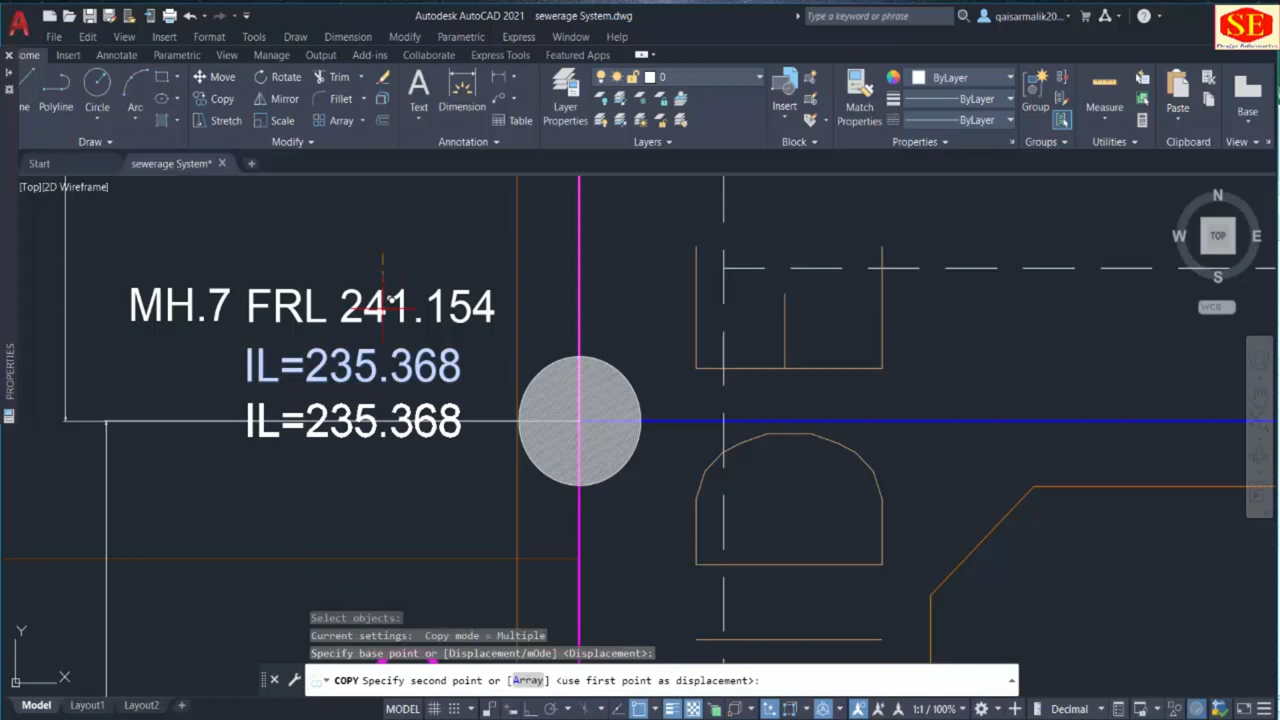 Autodesk AutoCAD 2021 sewerage System.dwg
Type a keyword or phrase
qaisarmalik20...
SE
File Edit View Insert Format Tools Draw Dimension Modify Parametric Express Window Help
ome Insert Annotate Parametric View Manage Output Add-ins Collaborate Express Tools Featured Apps
ne Polyline Circle Arc
Move Rotate Trim
Copy Mirror Fillet
Stretch Scale Array
Text Dimension Table
Layer Properties
0
Insert
Match Properties
ByLayer
ByLayer
ByLayer
Group Measure Paste Base
Draw Modify Annotation Layers Block Properties Groups Utilities Clipboard View
Start sewerage System*
[Top][2D Wireframe]
N
W TOP E
S
WCS
MH.7 FRL 241.154
IL=235.368
IL=235.368
PROPERTIES
Select objects:
Current settings: Copy mode = Multiple
Specify base point or [Displacement/mOde] <Displacement>:
COPY Specify second point or [Array] <use first point as displacement>:
Y
X
Model Layout1 Layout2
MODEL 1:1 / 100% Decimal